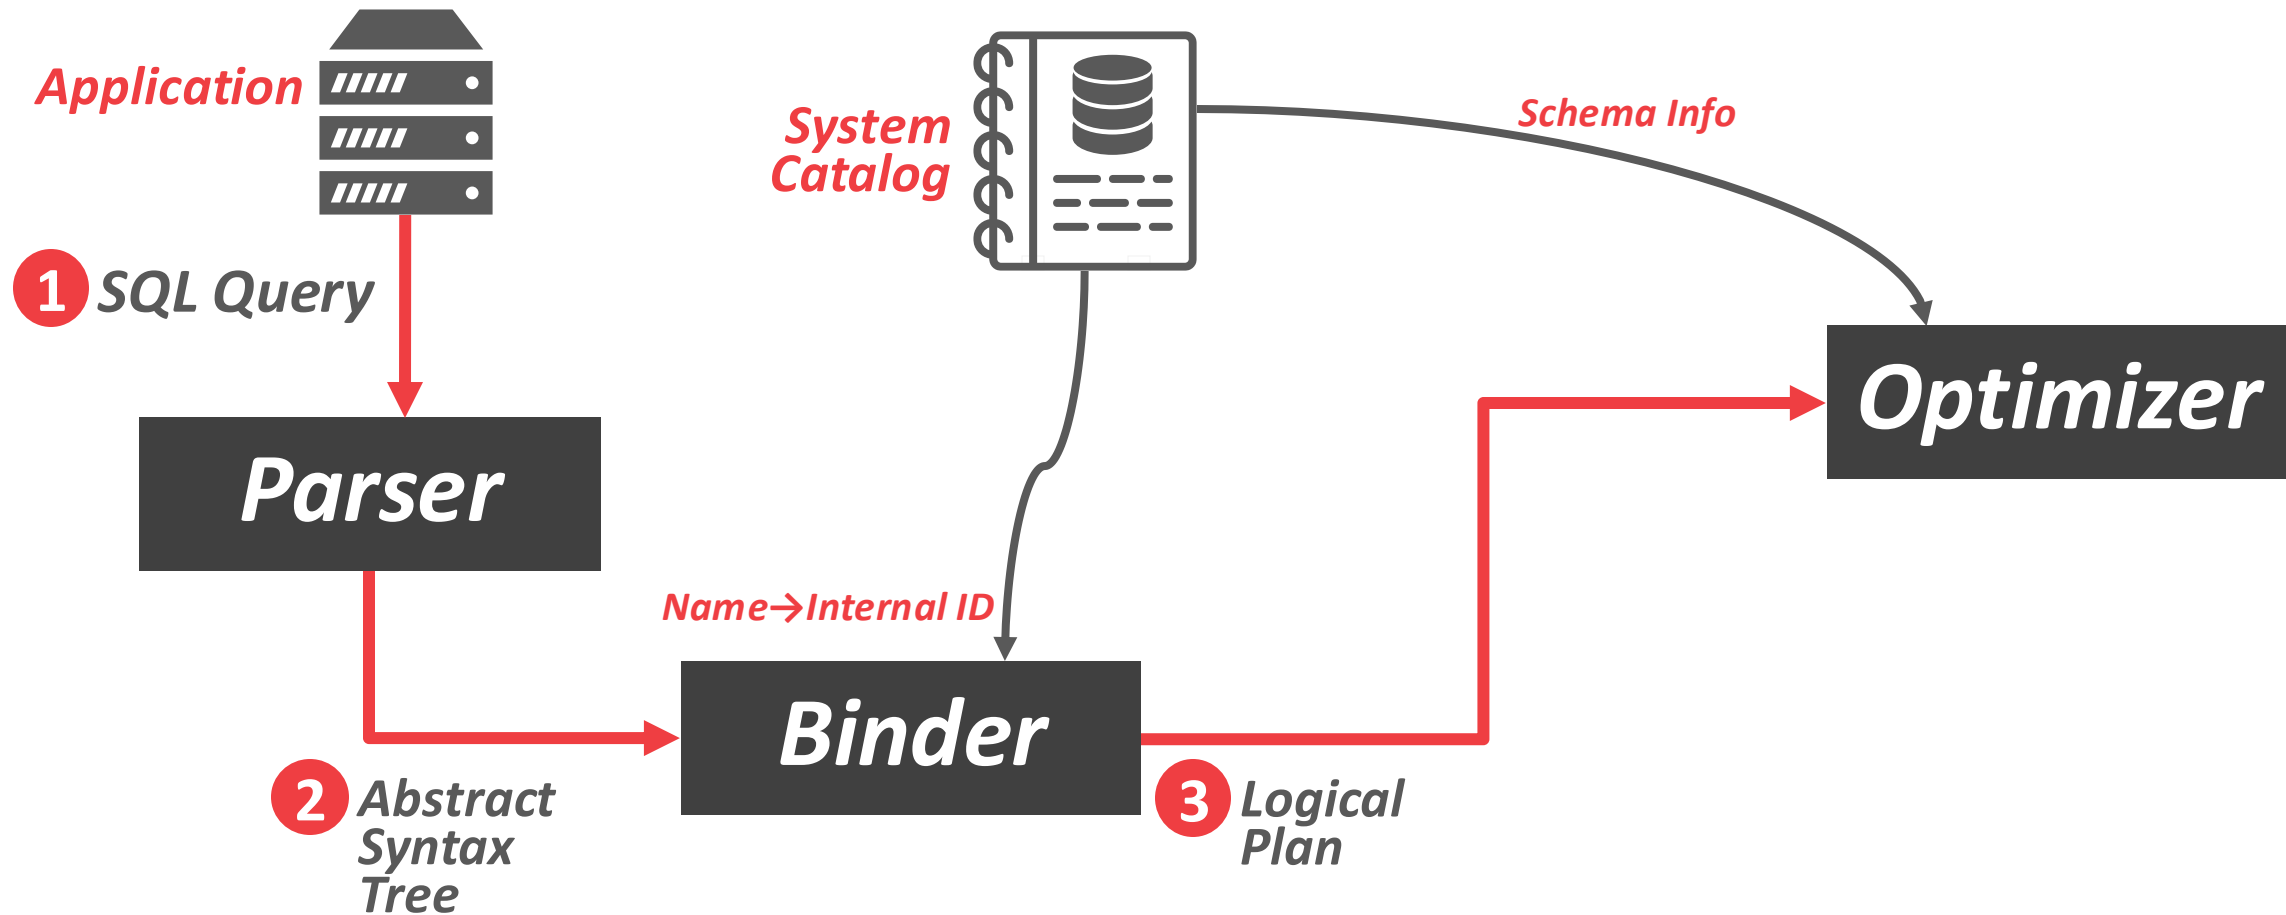 Application
1 SQL Query
Parser
2 Abstract
Syntax
Tree
System
Catalog
Name→Internal ID
Binder
3 Logical
Plan
Schema Info
Optimizer